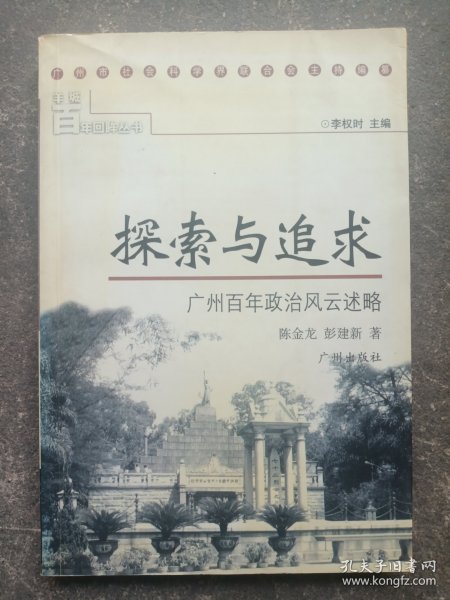 广州市社会科学界联合会主持编纂
羊城
百年回眸丛书
⊙李权时 主编
探索与追求
广州百年政治风云述略
陈金龙 彭建新 著
广州出版社
孔夫子旧书网
www.kongfz.com